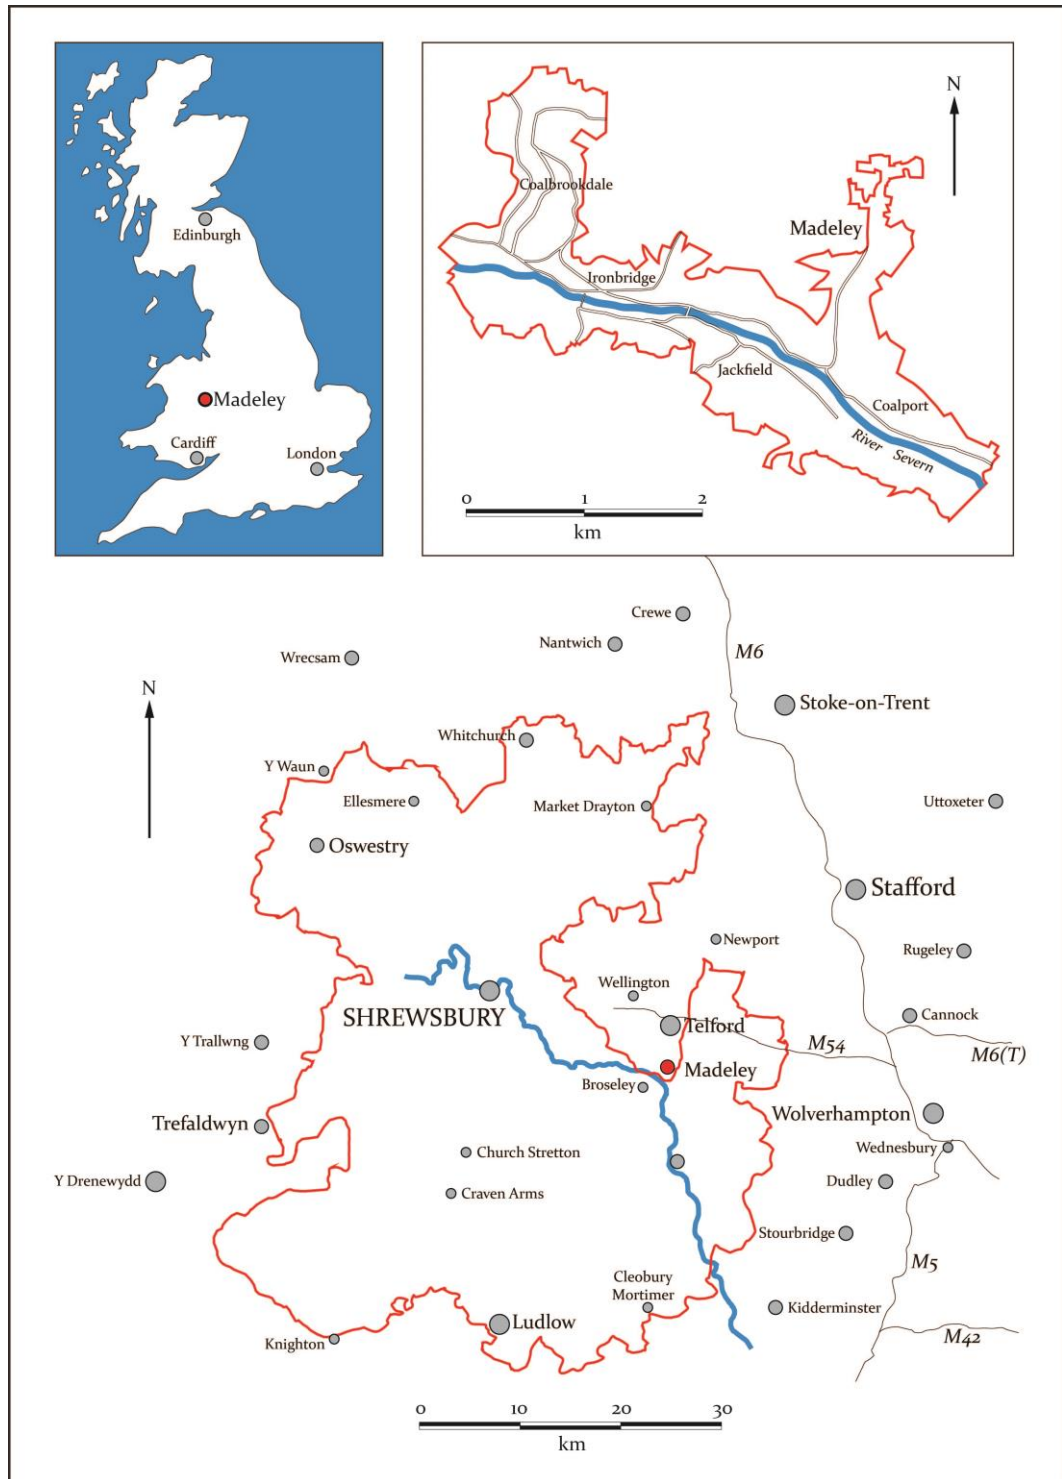 Edinburgh
Madeley
Cardiff
London
N
Coalbrookdale
Madeley
Ironbridge
Jackfield
Coalport
River Severn
0 1 2
km
Crewe
Nantwich
M6
Wrecsam
N
Stoke-on-Trent
Whitchurch
Y Waun
Ellesmere
Market Drayton
Uttoxeter
Oswestry
Stafford
Newport
Rugeley
Wellington
SHREWSBURY
Telford
Cannock
Y Trallwng
M54
M6(T)
Madeley
Broseley
Trefaldwyn
Wolverhampton
Wednesbury
Church Stretton
Y Drenewydd
Craven Arms
Dudley
Stourbridge
M5
Cleobury
Mortimer
Kidderminster
Ludlow
Knighton
M42
0 10 20 30
km